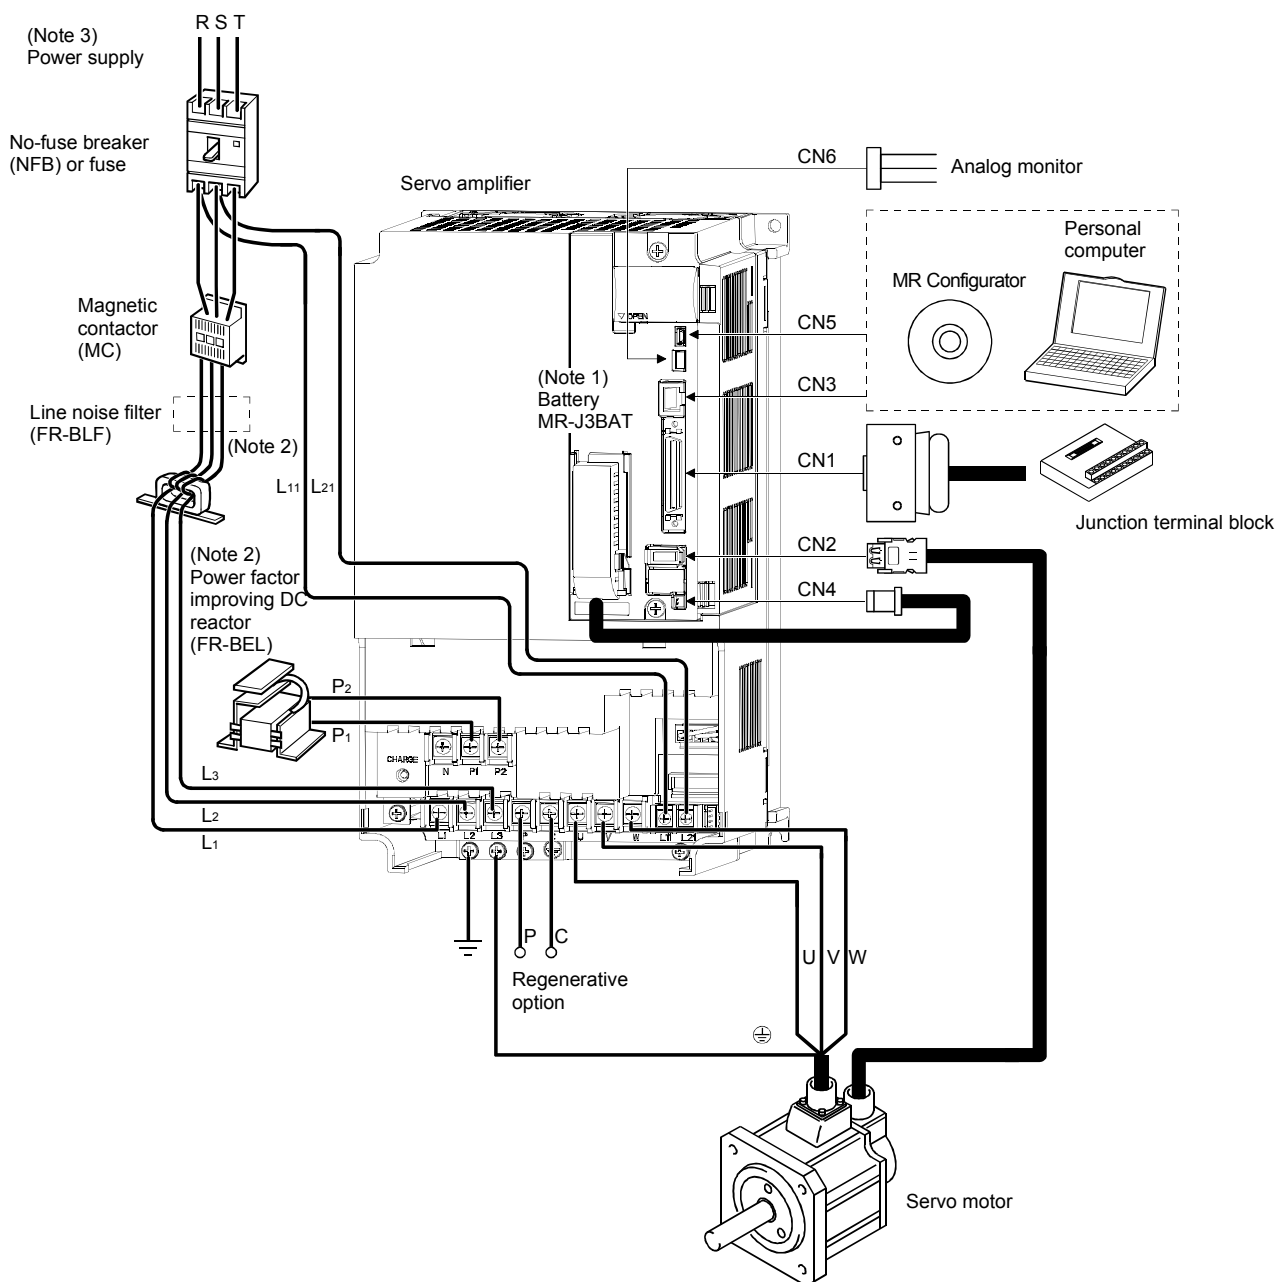 R S T
(Note 3)
Power supply
No-fuse breaker
(NFB) or fuse
Servo amplifier
CN6
Analog monitor
Personal
computer
MR Configurator
Magnetic
contactor
(MC)
▽OPEN
CN5
(Note 1)
Battery
MR-J3BAT
CN3
Line noise filter
(FR-BLF)
(Note 2)
L11 L21
CN1
Junction terminal block
(Note 2)
Power factor
improving DC
reactor
(FR-BEL)
CN2
CN4
P2
P1
CHARGE
N P1 P2
L3
L2
L1
L1 L2 L3 U V W L11 L21
P C
Regenerative
option
U V W
Servo motor